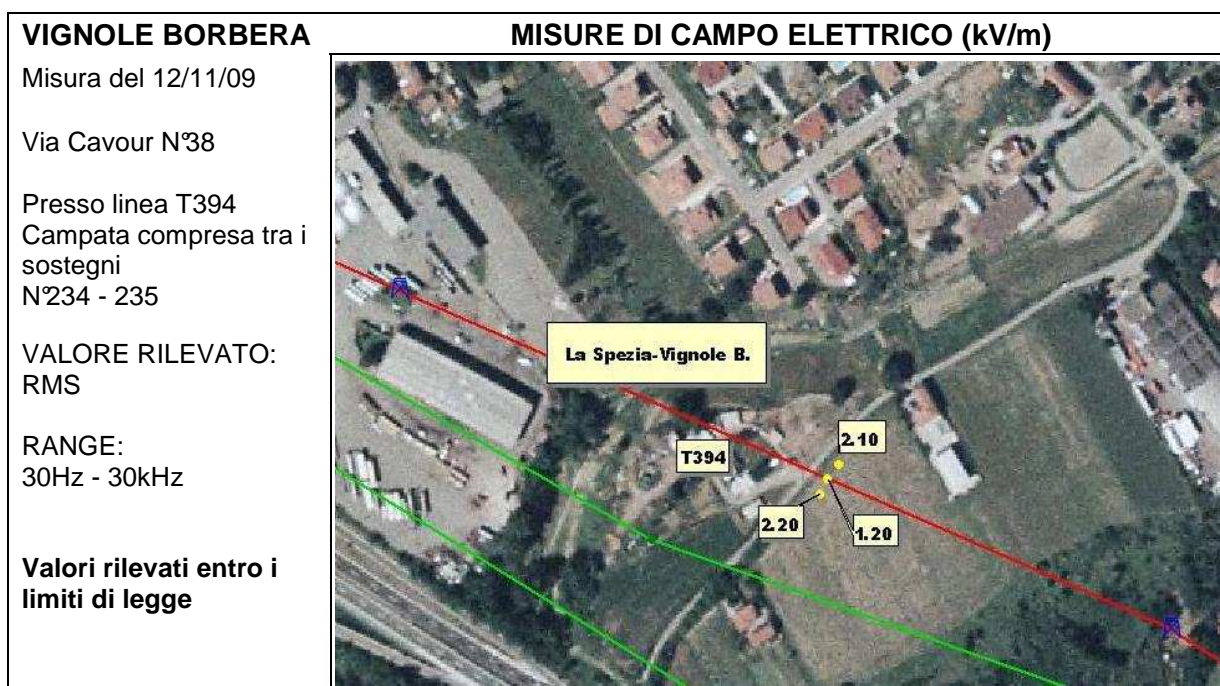 VIGNOLE BORBERA
MISURE DI CAMPO ELETTRICO (kV/m)
Misura del 12/11/09
Via Cavour N°38
Presso linea T394
Campata compresa tra i
sostegni
N°234 - 235
VALORE RILEVATO:
RMS
RANGE:
30Hz - 30kHz
Valori rilevati entro i
limiti di legge
La Spezia-Vignole B.
T394
2.10
2.20
1.20